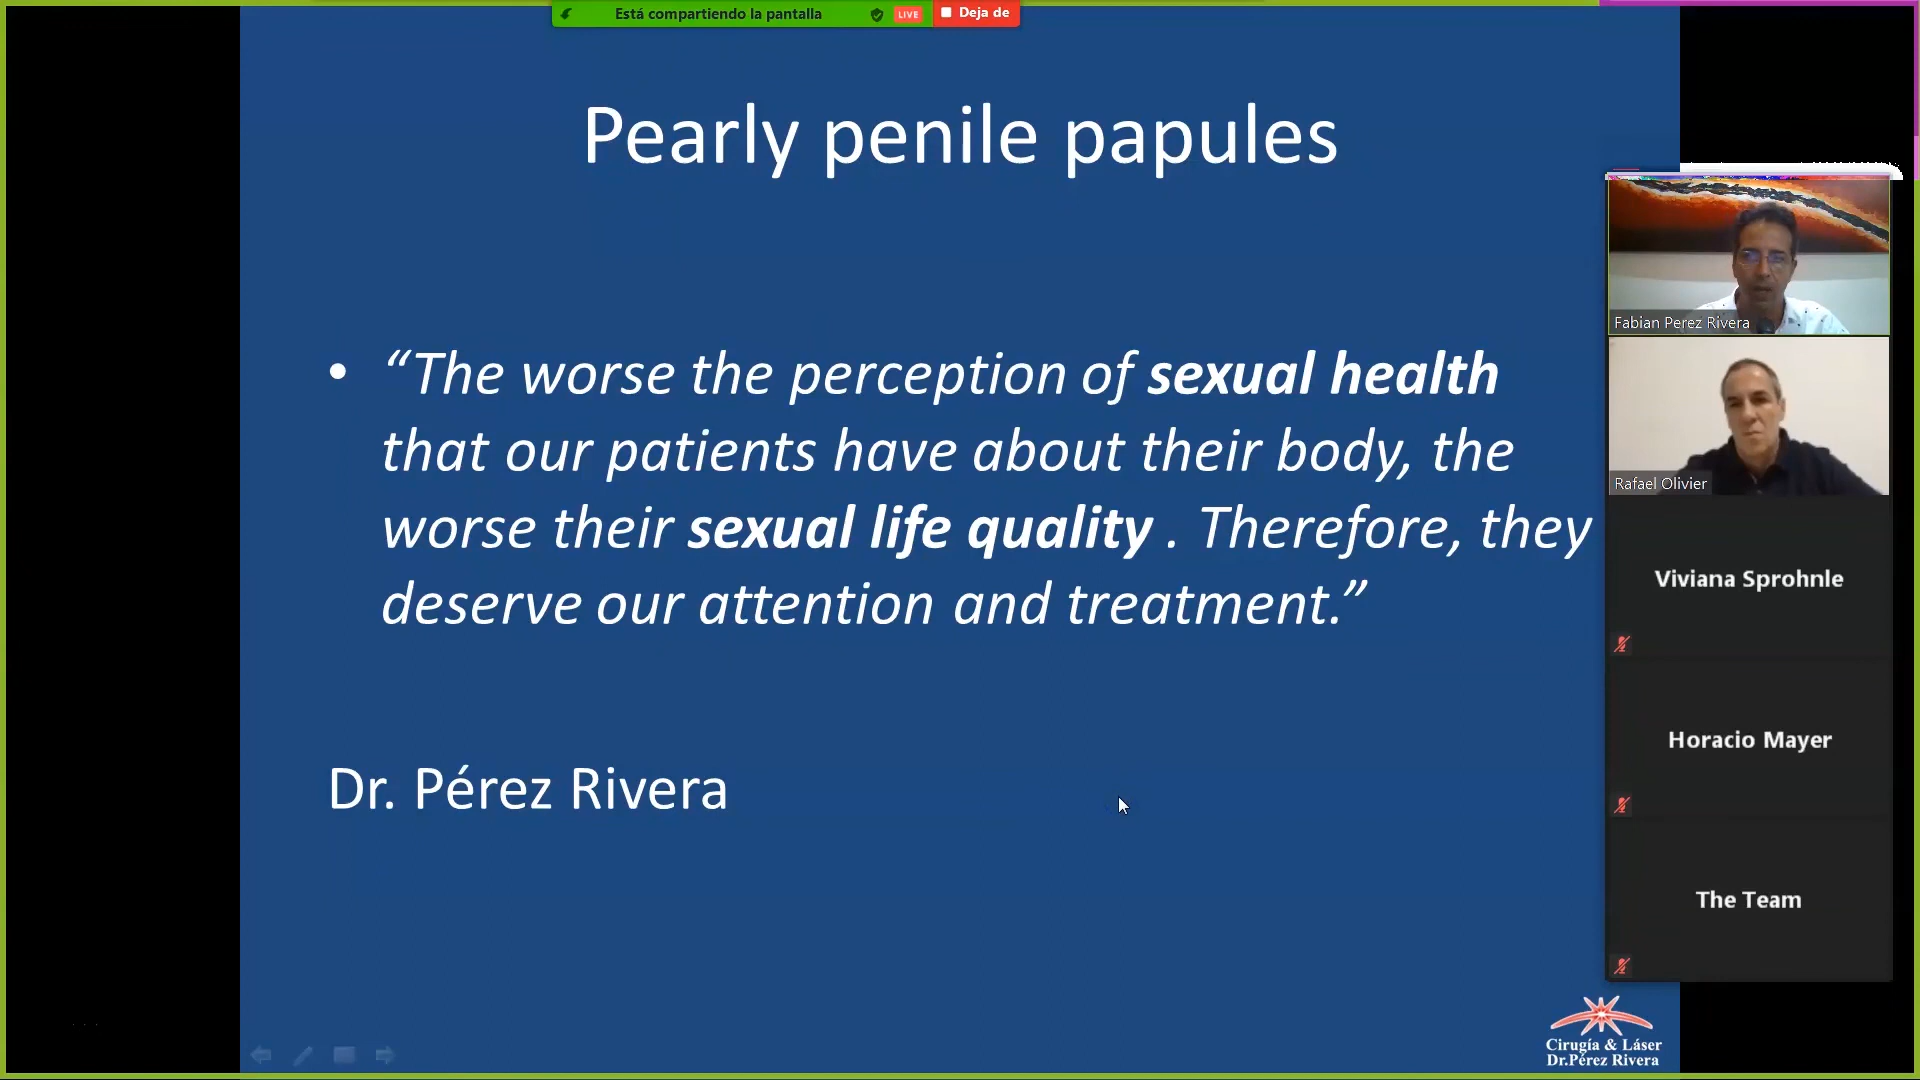 Está compartiendo la pantalla
LIVE
Deja de
Pearly penile papules
• “The worse the perception of sexual health
that our patients have about their body, the
worse their sexual life quality . Therefore, they
deserve our attention and treatment.”
Dr. Pérez Rivera
Fabian Perez Rivera
Rafael Olivier
Viviana Sprohnle
Horacio Mayer
The Team
Cirugía & Láser
Dr.Pérez Rivera